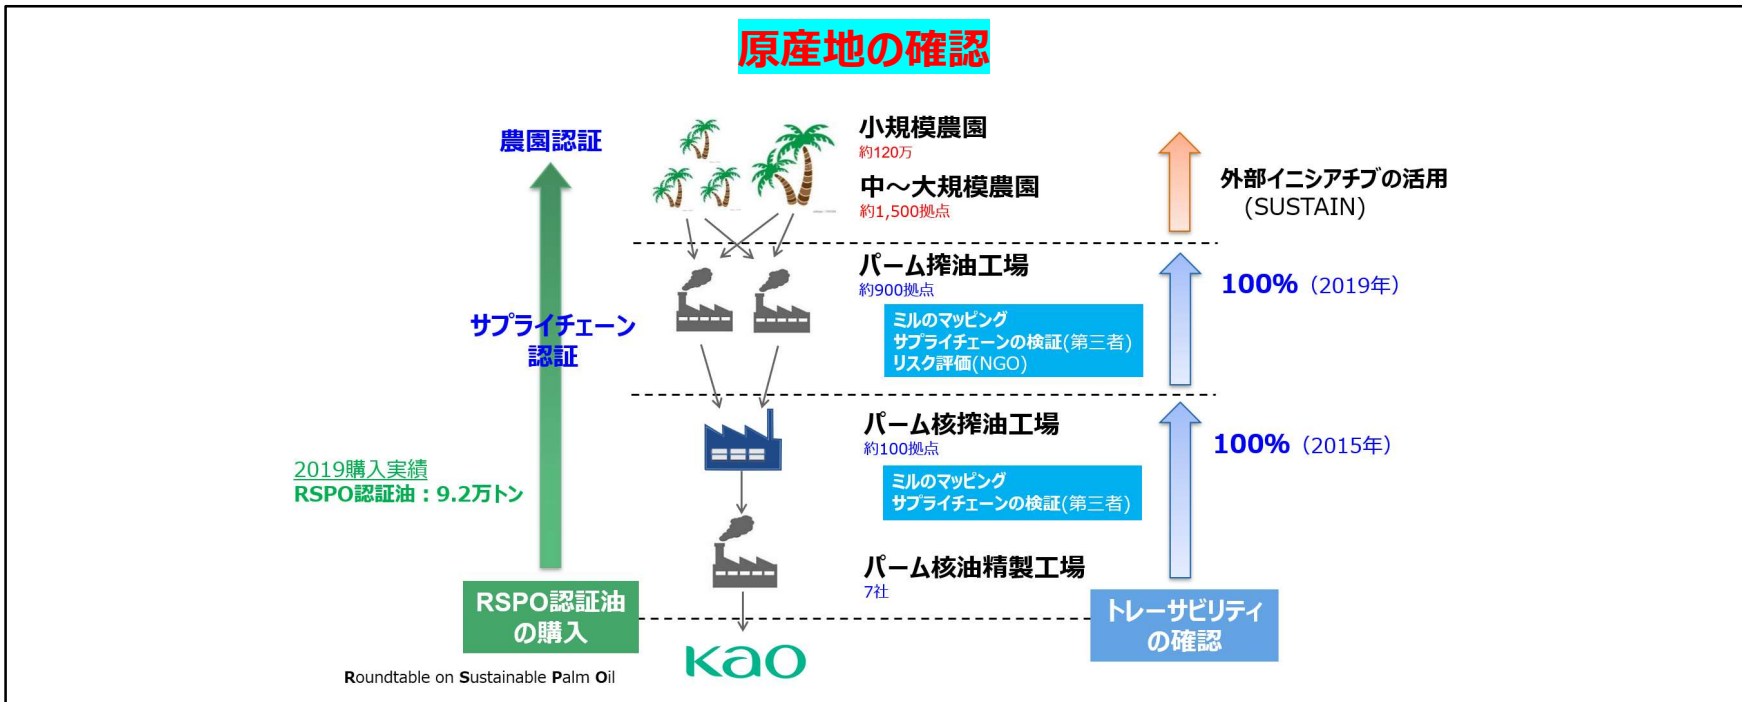 原産地の確認
農園認証
小規模農園
約120万
中～大規模農園
約1,500拠点
外部イニシアチブの活用
(SUSTAIN)
パーム搾油工場
約900拠点
ミルのマッピング
サプライチェーンの検証(第三者)
リスク評価(NGO)
100%（2019年）
サプライチェーン
認証
パーム核搾油工場
約100拠点
ミルのマッピング
サプライチェーンの検証(第三者)
100%（2015年）
2019購入実績
RSPO認証油：9.2万トン
パーム核油精製工場
7社
RSPO認証油
の購入
トレーサビリティ
の確認
Kao
Roundtable on Sustainable Palm Oil